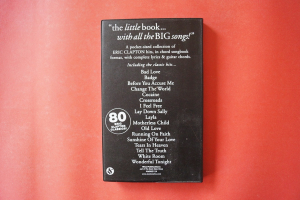 "the little book...
with all the BIG songs!"
A pocket-sized collection of
ERIC CLAPTON hits, in chord songbook
format, with complete lyrics & guitar chords.
Including the classic hits...
Bad Love
Badge
Before You Accuse Me
Change The World
Cocaine
Crossroads
I Feel Free
Lay Down Sally
Layla
Motherless Child
Old Love
Running On Faith
Sunshine Of Your Love
Tears In Heaven
Tell The Truth
White Room
Wonderful Tonight
80